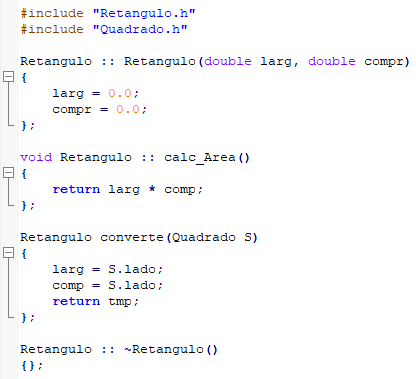 #include "Retangulo.h"
#include "Quadrado.h"
Retangulo :: Retangulo(double larg, double compr)
{
larg = 0.0;
compr = 0.0;
};
void Retangulo :: calc_Area()
{
return larg * comp;
};
Retangulo converte(Quadrado S)
{
larg = S.lado;
comp = S.lado;
return tmp;
};
Retangulo :: ~Retangulo()
{};